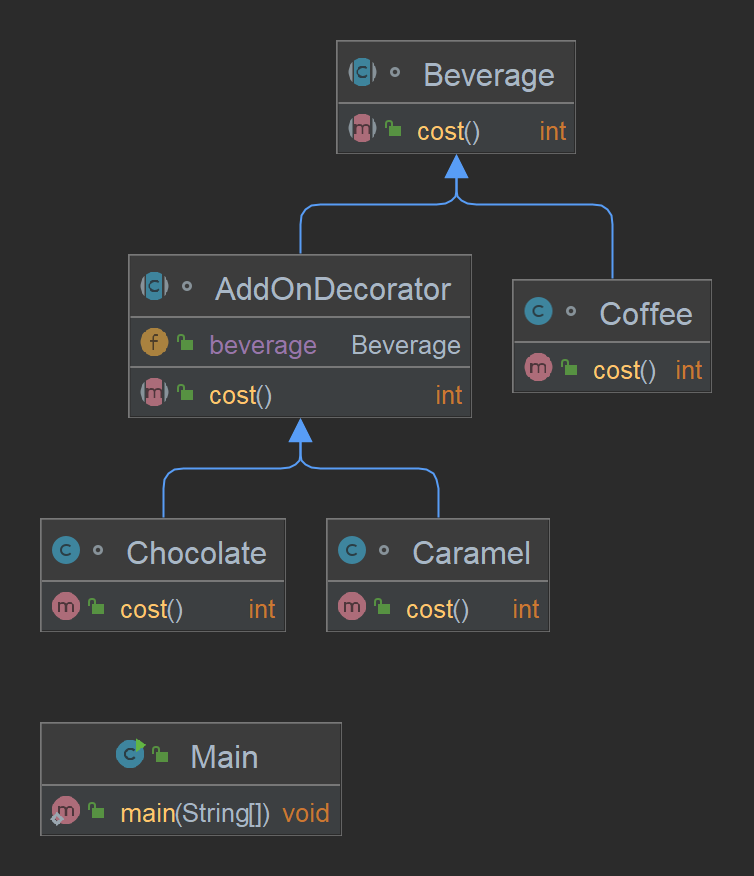 Beverage
cost() int
AddOnDecorator
beverage Beverage
cost() int
Coffee
cost() int
Chocolate
cost() int
Caramel
cost() int
Main
main(String[]) void